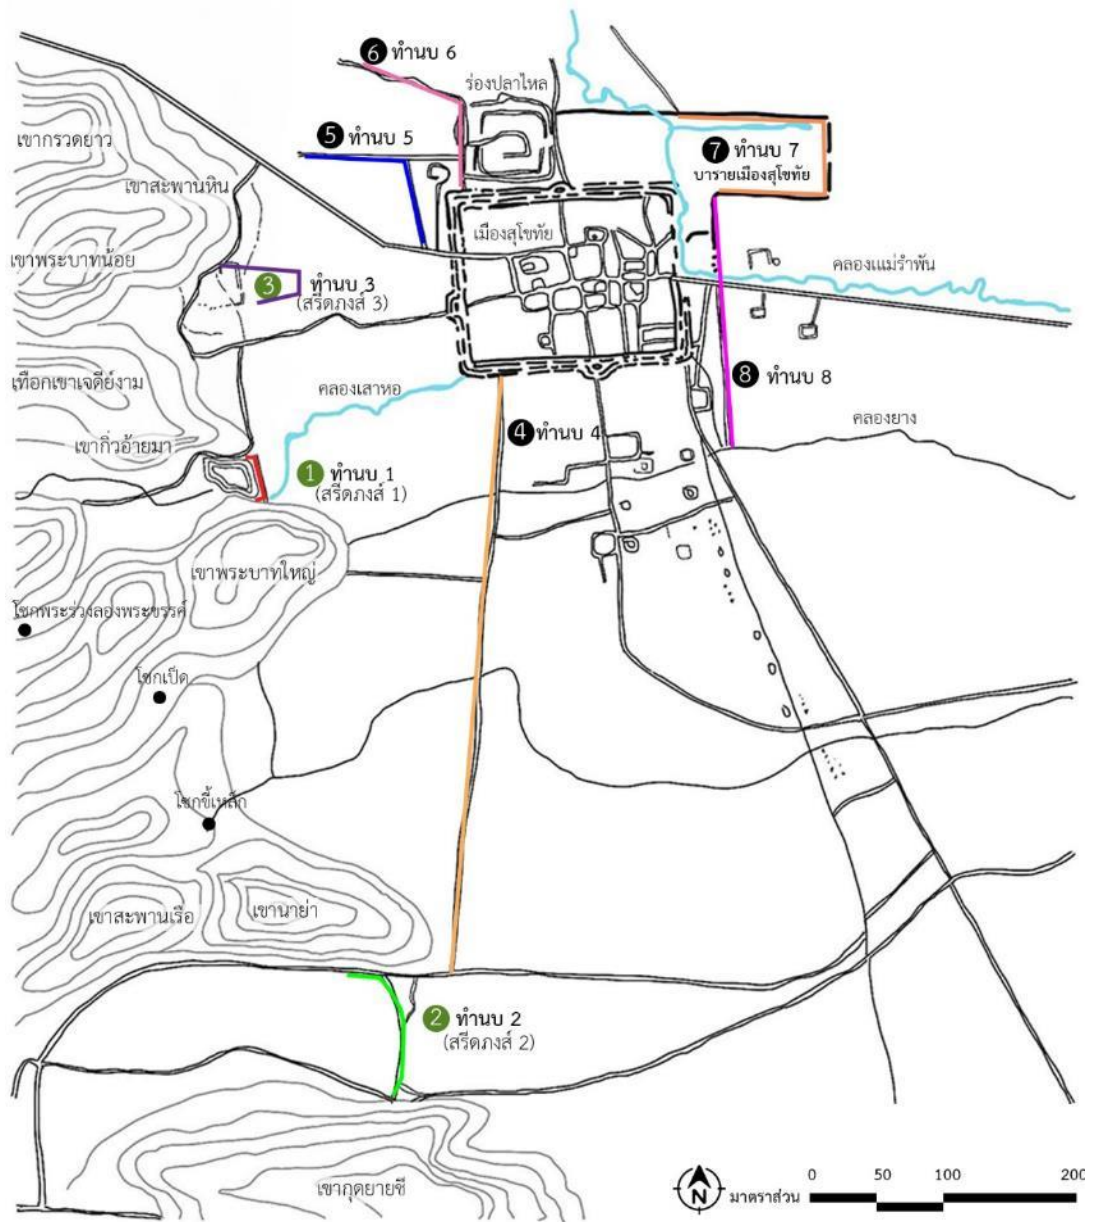 6 ทำนบ 6
ร่องปลาไหล
5 ทำนบ 5
เขากรวดยาว
7 ทำนบ 7
บารายเมืองสุโขทัย
เขาสะพานหิน
เมืองสุโขทัย
เขาพระบาทน้อย
คลองแม่รำพัน
3 ทำนบ 3
(สรีดภงส์ 3)
เทือกเขาเจดีย์งาม
8 ทำนบ 8
คลองเสาหอ
คลองยาง
4 ทำนบ 4
เขากิ่วอ้ายมา
1 ทำนบ 1
(สรีดภงส์ 1)
เขาพระบาทใหญ่
โซกพระร่วงลองพระขรรค์
โซกเป็ด
โซกขี้เหล็ก
เขาสะพานเรือ
เขานาย่า
2 ทำนบ 2
(สรีดภงส์ 2)
เขากุดยายชี
N
มาตราส่วน
0 50 100 200